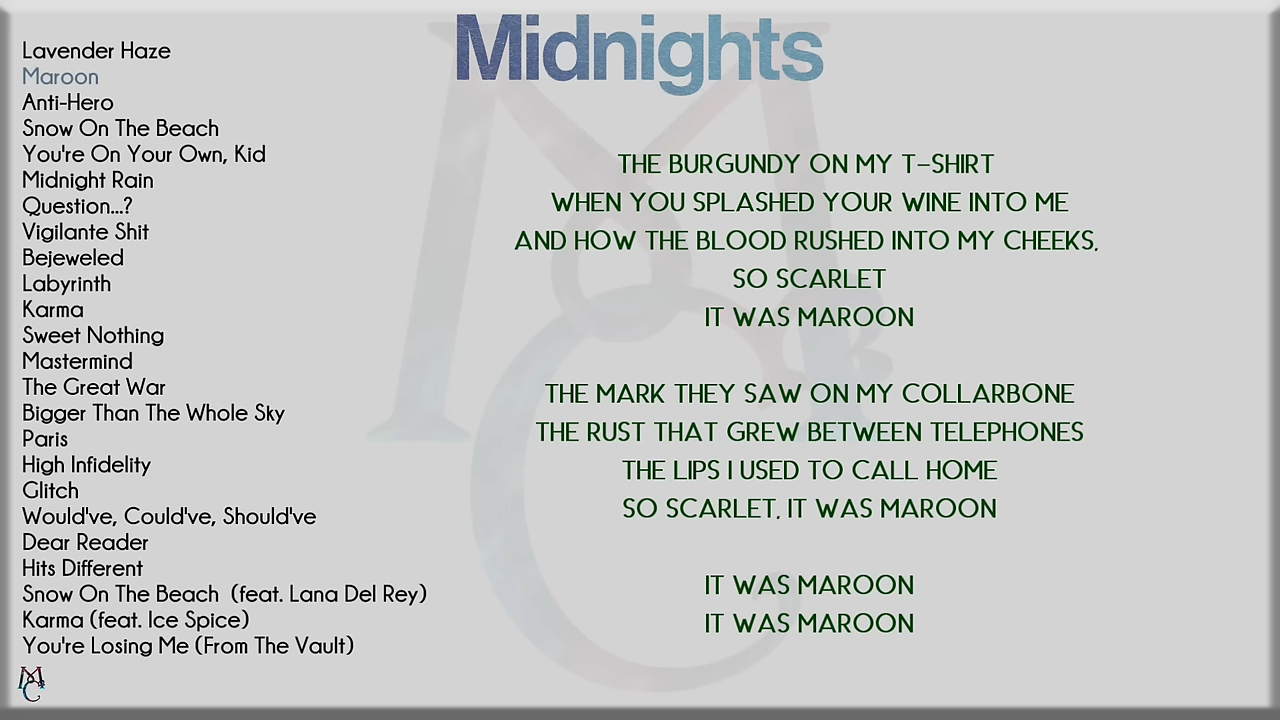 Midnights
Lavender Haze
Maroon
Anti-Hero
Snow On The Beach
You're On Your Own, Kid
Midnight Rain
Question...?
Vigilante Shit
Bejeweled
Labyrinth
Karma
Sweet Nothing
Mastermind
The Great War
Bigger Than The Whole Sky
Paris
High Infidelity
Glitch
Would've, Could've, Should've
Dear Reader
Hits Different
Snow On The Beach (feat. Lana Del Rey)
Karma (feat. Ice Spice)
You're Losing Me (From The Vault)
THE BURGUNDY ON MY T-SHIRT
WHEN YOU SPLASHED YOUR WINE INTO ME
AND HOW THE BLOOD RUSHED INTO MY CHEEKS,
SO SCARLET
IT WAS MAROON
THE MARK THEY SAW ON MY COLLARBONE
THE RUST THAT GREW BETWEEN TELEPHONES
THE LIPS I USED TO CALL HOME
SO SCARLET, IT WAS MAROON
IT WAS MAROON
IT WAS MAROON